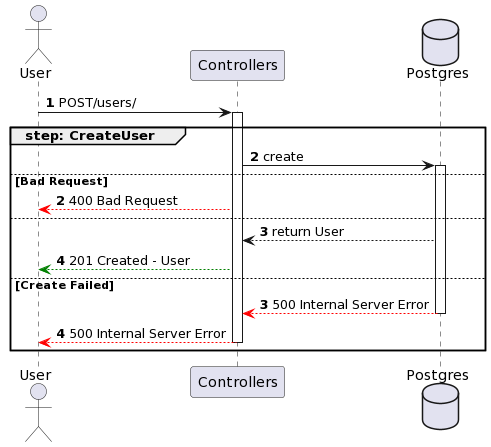 User
Controllers
Postgres
1 POST/users/
step: CreateUser
2 create
[Bad Request]
2 400 Bad Request
3 return User
4 201 Created - User
[Create Failed]
3 500 Internal Server Error
4 500 Internal Server Error
User
Controllers
Postgres